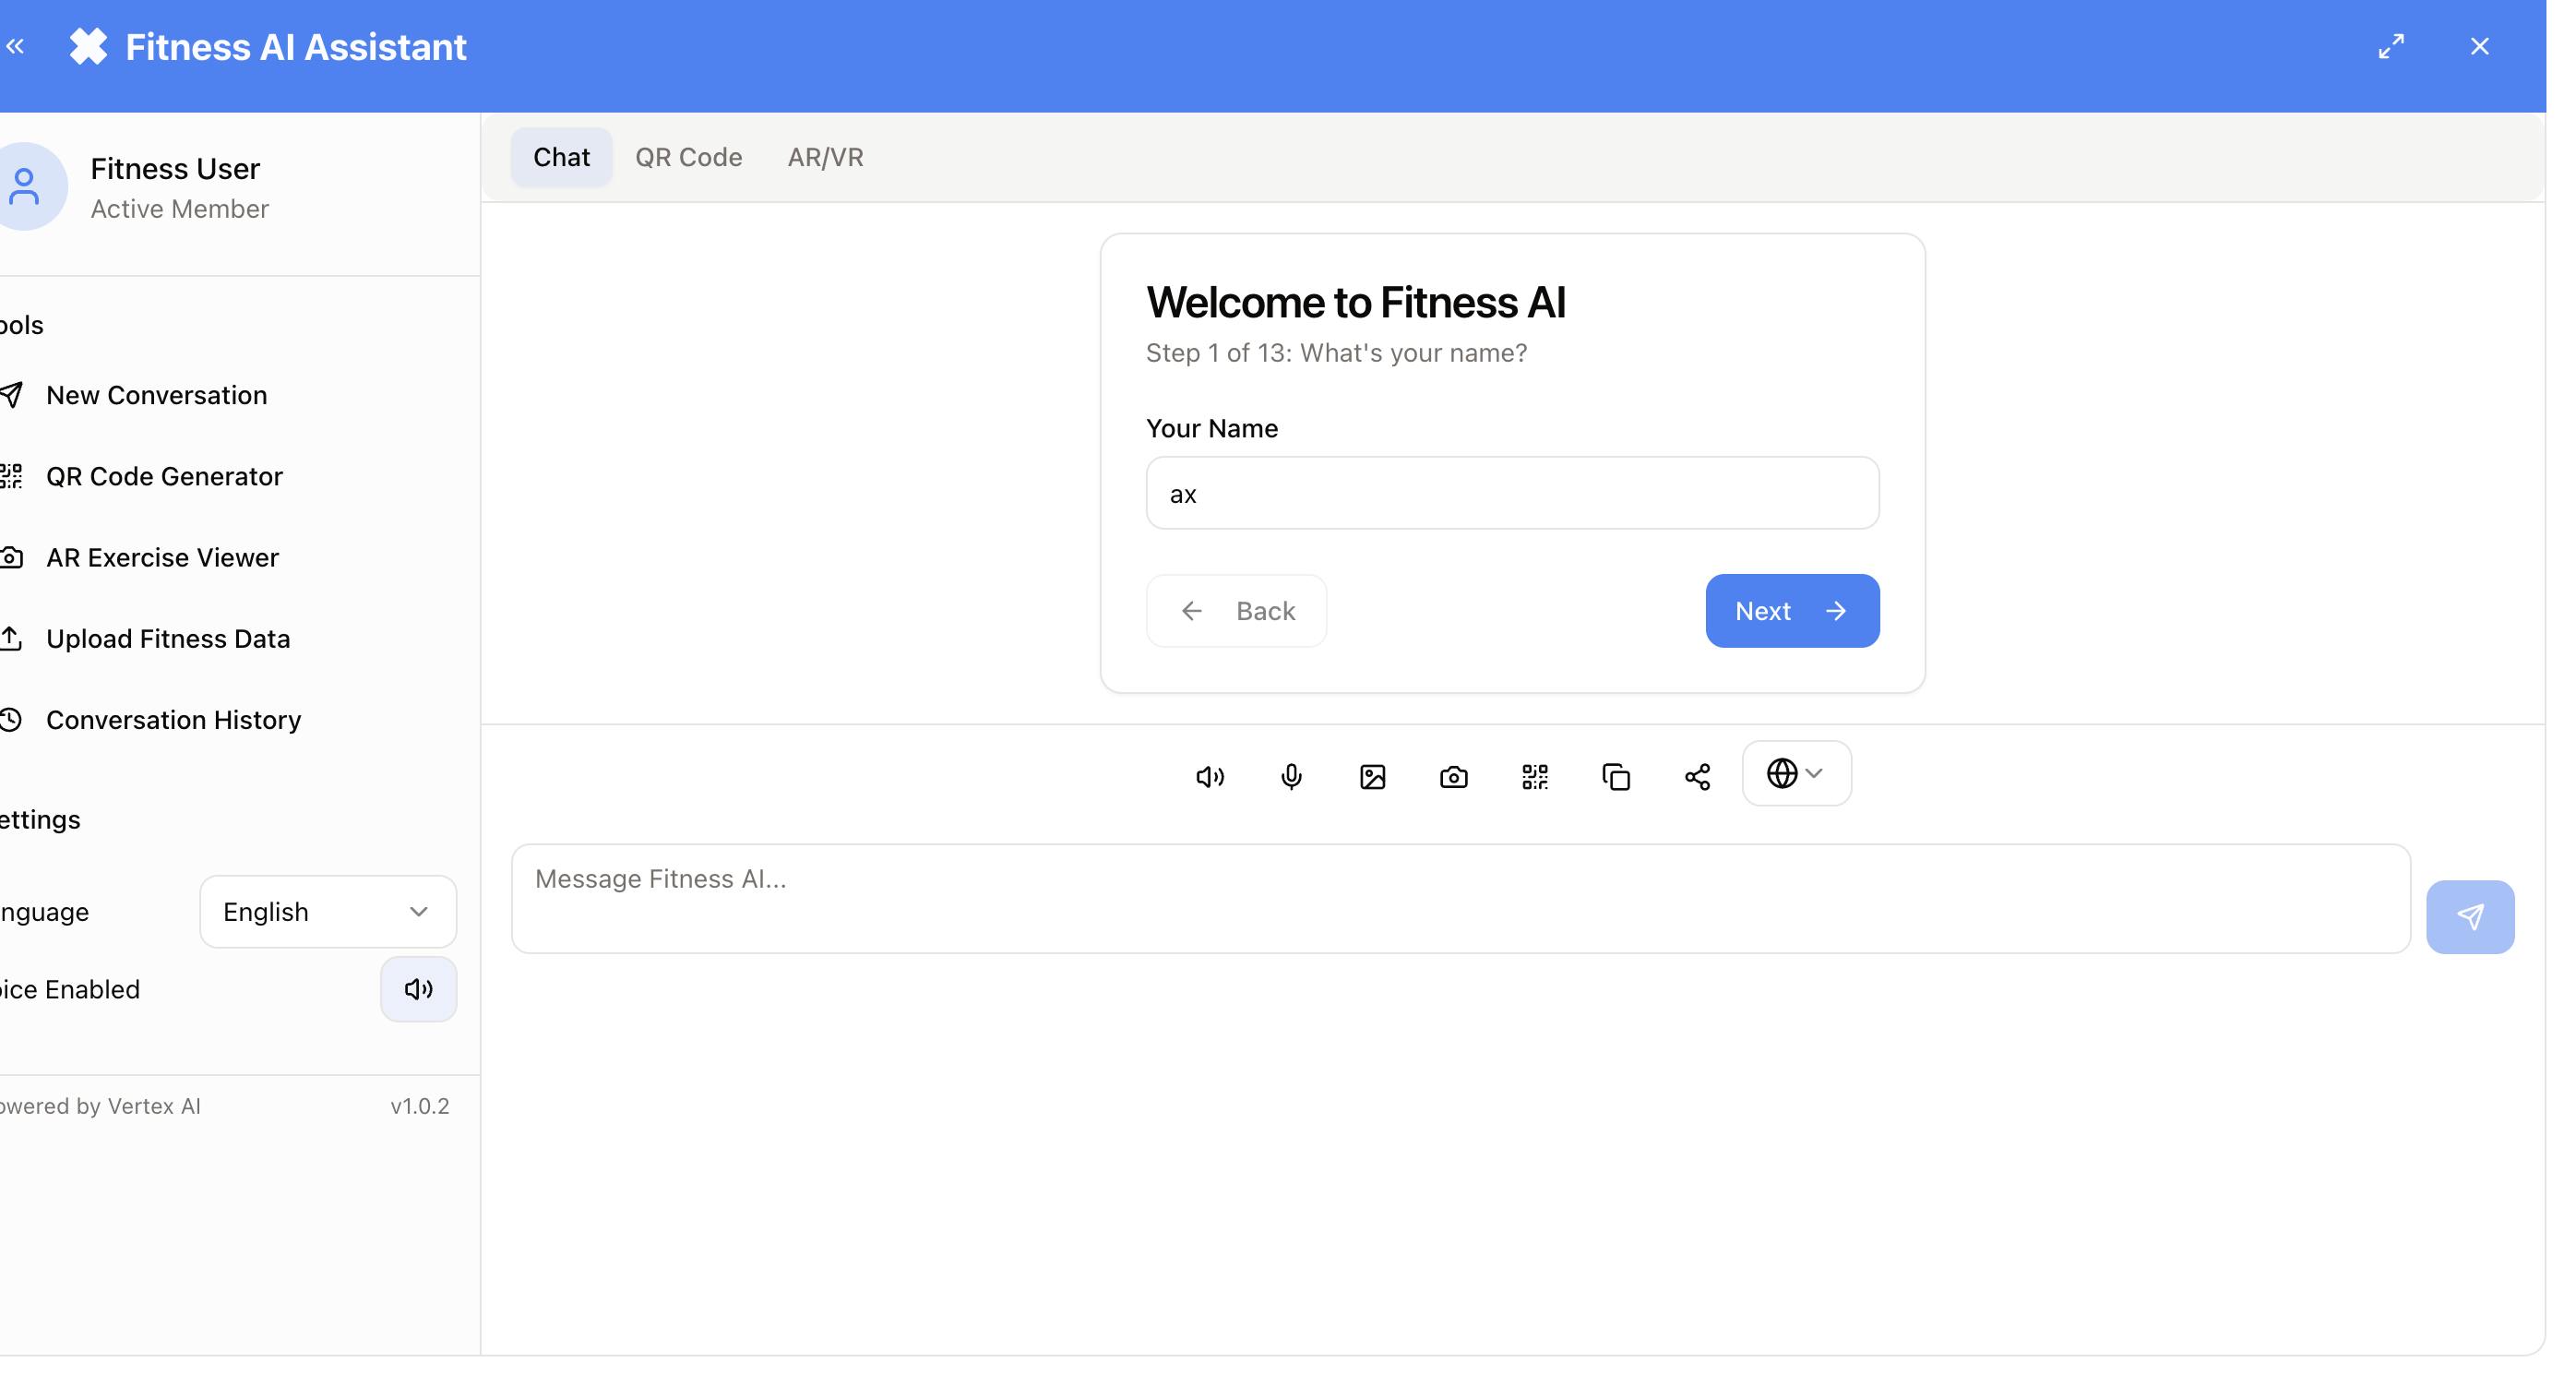 Fitness AI Assistant
Fitness User
Active Member
ools
New Conversation
QR Code Generator
AR Exercise Viewer
Upload Fitness Data
Conversation History
ettings
nguage
English
oice Enabled
owered by Vertex AI
v1.0.2
Chat
QR Code
AR/VR
Welcome to Fitness AI
Step 1 of 13: What's your name?
Your Name
ax
Back
Next
Message Fitness AI...